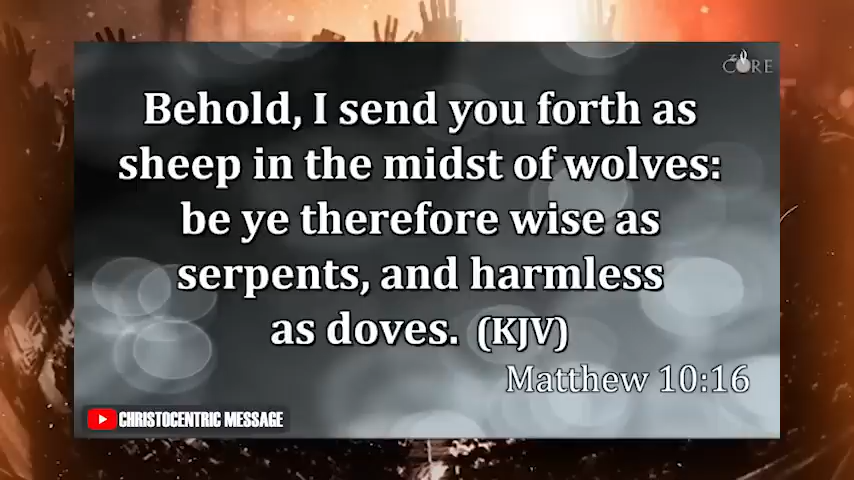 THE CORE
Behold, I send you forth as
sheep in the midst of wolves:
be ye therefore wise as
serpents, and harmless
as doves. (KJV)
Matthew 10:16
CHRISTOCENTRIC MESSAGE